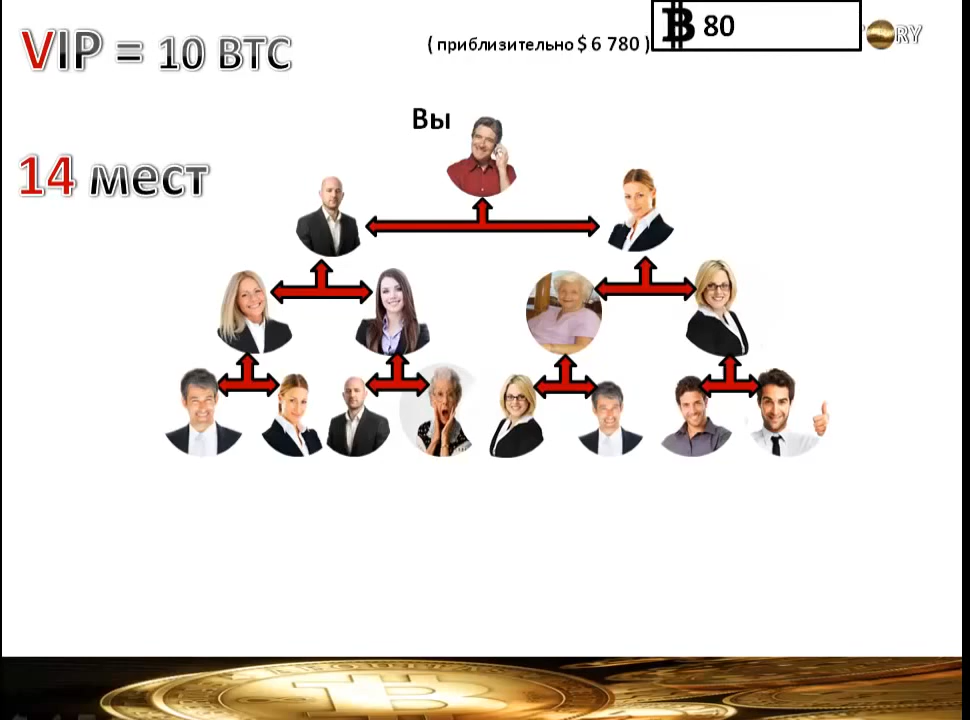 VIP = 10 BTC
( приблизительно $ 6 780 )
80
Вы
14 мест